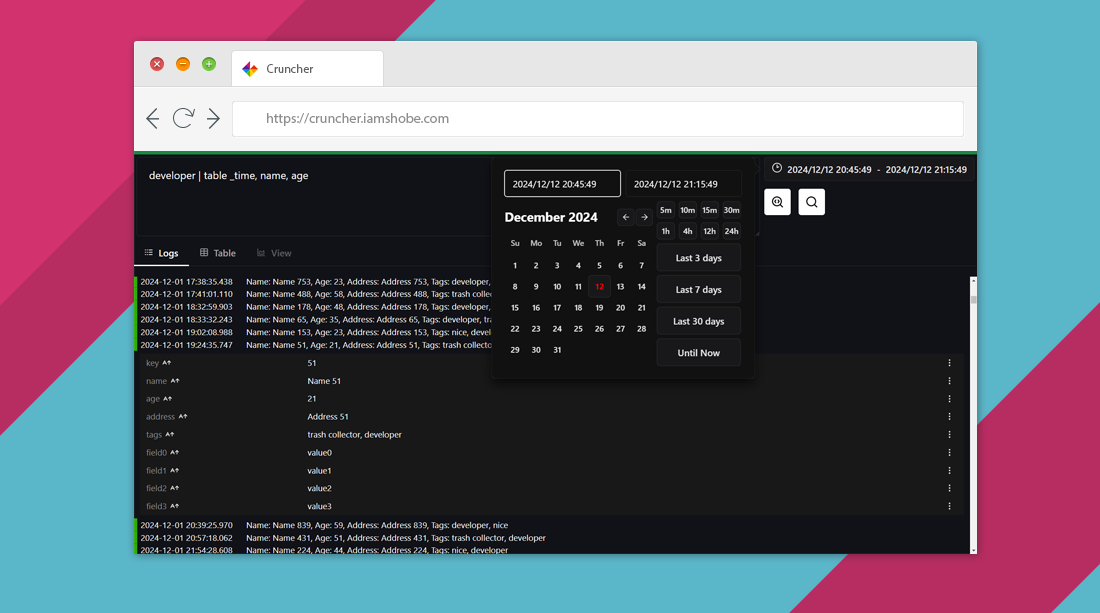 Cruncher
https://cruncher.iamshobe.com
developer | table _time, name, age
2024/12/12 20:45:49 - 2024/12/12 21:15:49
2024/12/12 20:45:49 2024/12/12 21:15:49
December 2024
5m 10m 15m 30m
1h 4h 12h 24h
Su Mo Tu We Th Fr Sa
1 2 3 4 5 6 7
8 9 10 11 12 13 14
15 16 17 18 19 20 21
22 23 24 25 26 27 28
29 30 31
Last 3 days
Last 7 days
Last 30 days
Until Now
Logs Table View
2024-12-01 17:38:35.438 Name: Name 753, Age: 23, Address: Address 753, Tags: developer,
2024-12-01 17:41:01.110 Name: Name 488, Age: 58, Address: Address 488, Tags: trash colle
2024-12-01 18:32:59.903 Name: Name 178, Age: 48, Address: Address 178, Tags: developer,
2024-12-01 18:33:32.243 Name: Name 65, Age: 35, Address: Address 65, Tags: developer, tra
2024-12-01 19:02:08.988 Name: Name 153, Age: 23, Address: Address 153, Tags: nice, devel
2024-12-01 19:24:35.747 Name: Name 51, Age: 21, Address: Address 51, Tags: trash collecto
key 51
name Name 51
age 21
address Address 51
tags trash collector, developer
field0 value0
field1 value1
field2 value2
field3 value3
2024-12-01 20:39:25.970 Name: Name 839, Age: 59, Address: Address 839, Tags: developer, nice
2024-12-01 20:57:18.062 Name: Name 431, Age: 51, Address: Address 431, Tags: trash collector, developer
2024-12-01 21:54:28.608 Name: Name 224, Age: 44, Address: Address 224, Tags: nice, developer